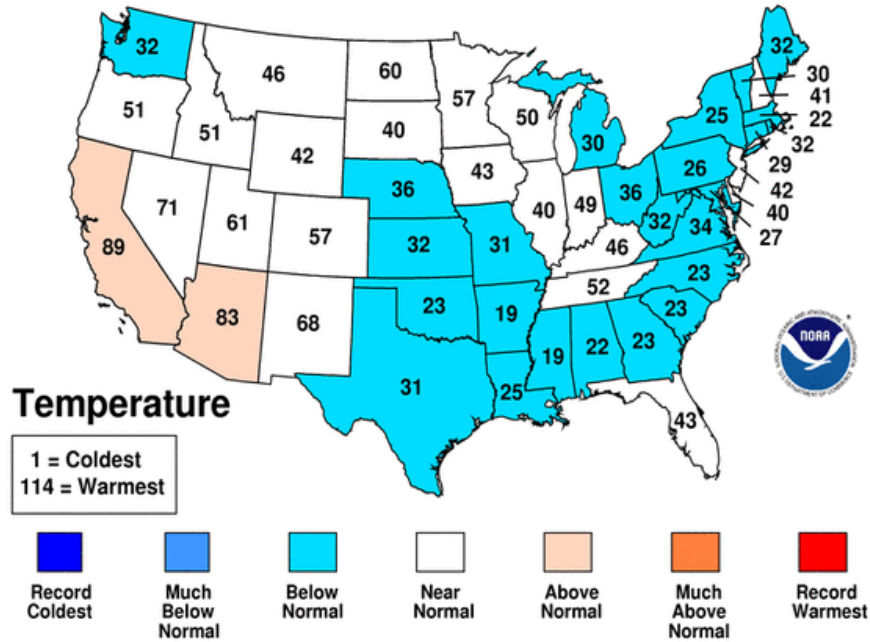 32
46
60
57
51
51
42
40
50
30
32
30
41
22
25
32
29
42
40
27
26
36
43
36
40
49
32
34
71
61
57
32
31
46
89
52
23
83
68
23
19
23
31
25
19
22
23
43
NOAA
Temperature
1 = Coldest
114 = Warmest
Record
Coldest
Much
Below
Normal
Below
Normal
Near
Normal
Above
Normal
Much
Above
Normal
Record
Warmest